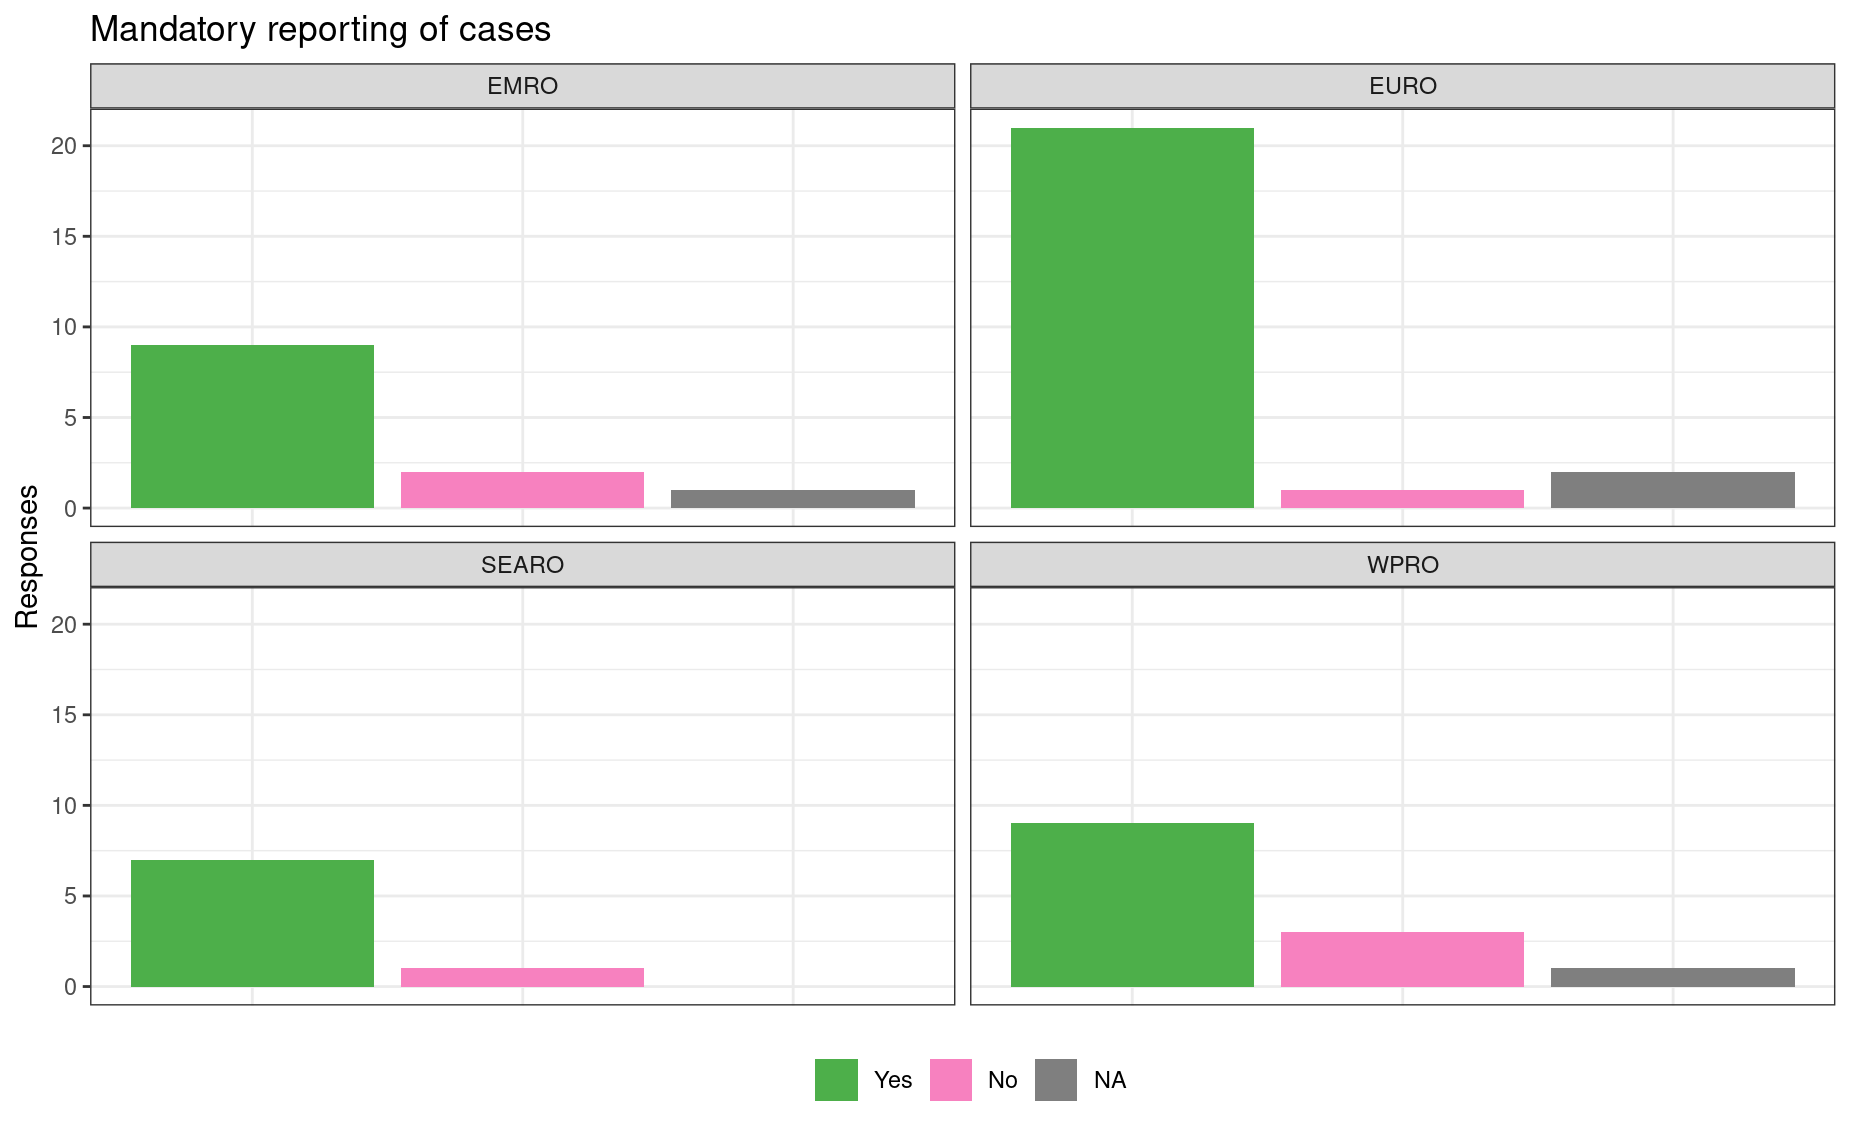 Mandatory reporting of cases
EMRO
EURO
20
15
10
5
0
SEARO
WPRO
20
15
10
5
0
Responses
Yes
No
NA